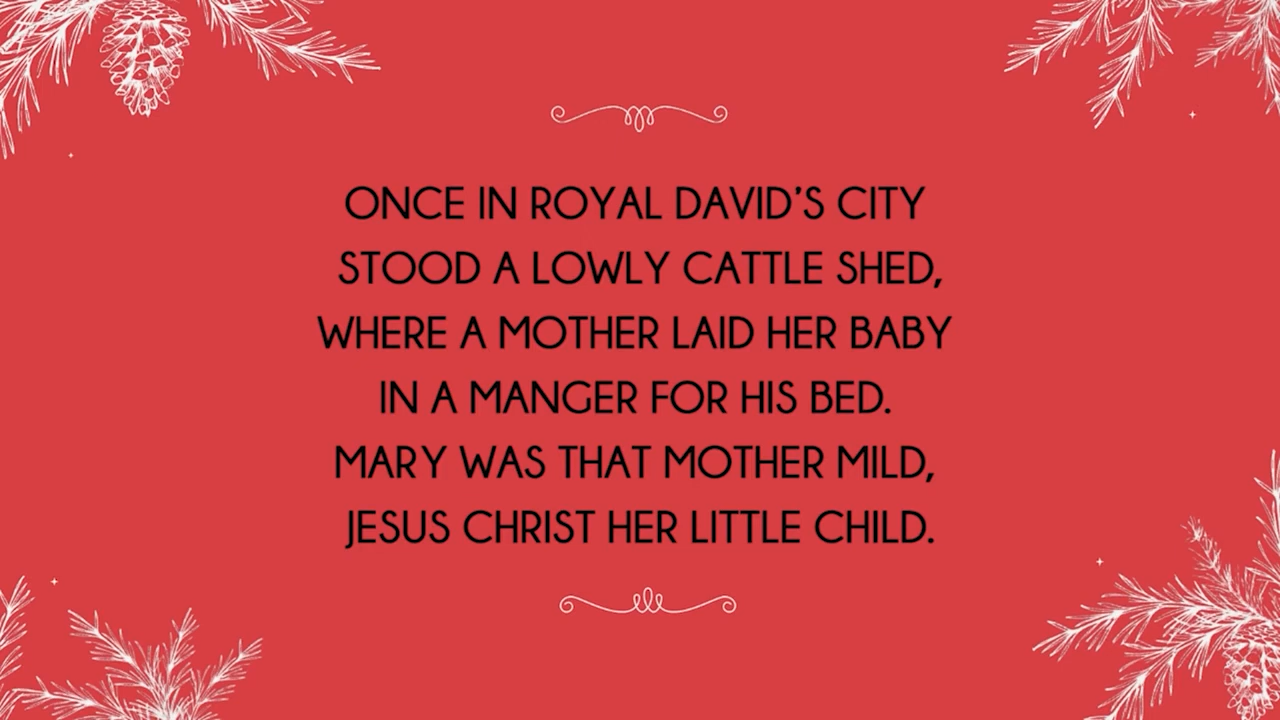 ONCE IN ROYAL DAVID’S CITY
STOOD A LOWLY CATTLE SHED,
WHERE A MOTHER LAID HER BABY
IN A MANGER FOR HIS BED.
MARY WAS THAT MOTHER MILD,
JESUS CHRIST HER LITTLE CHILD.